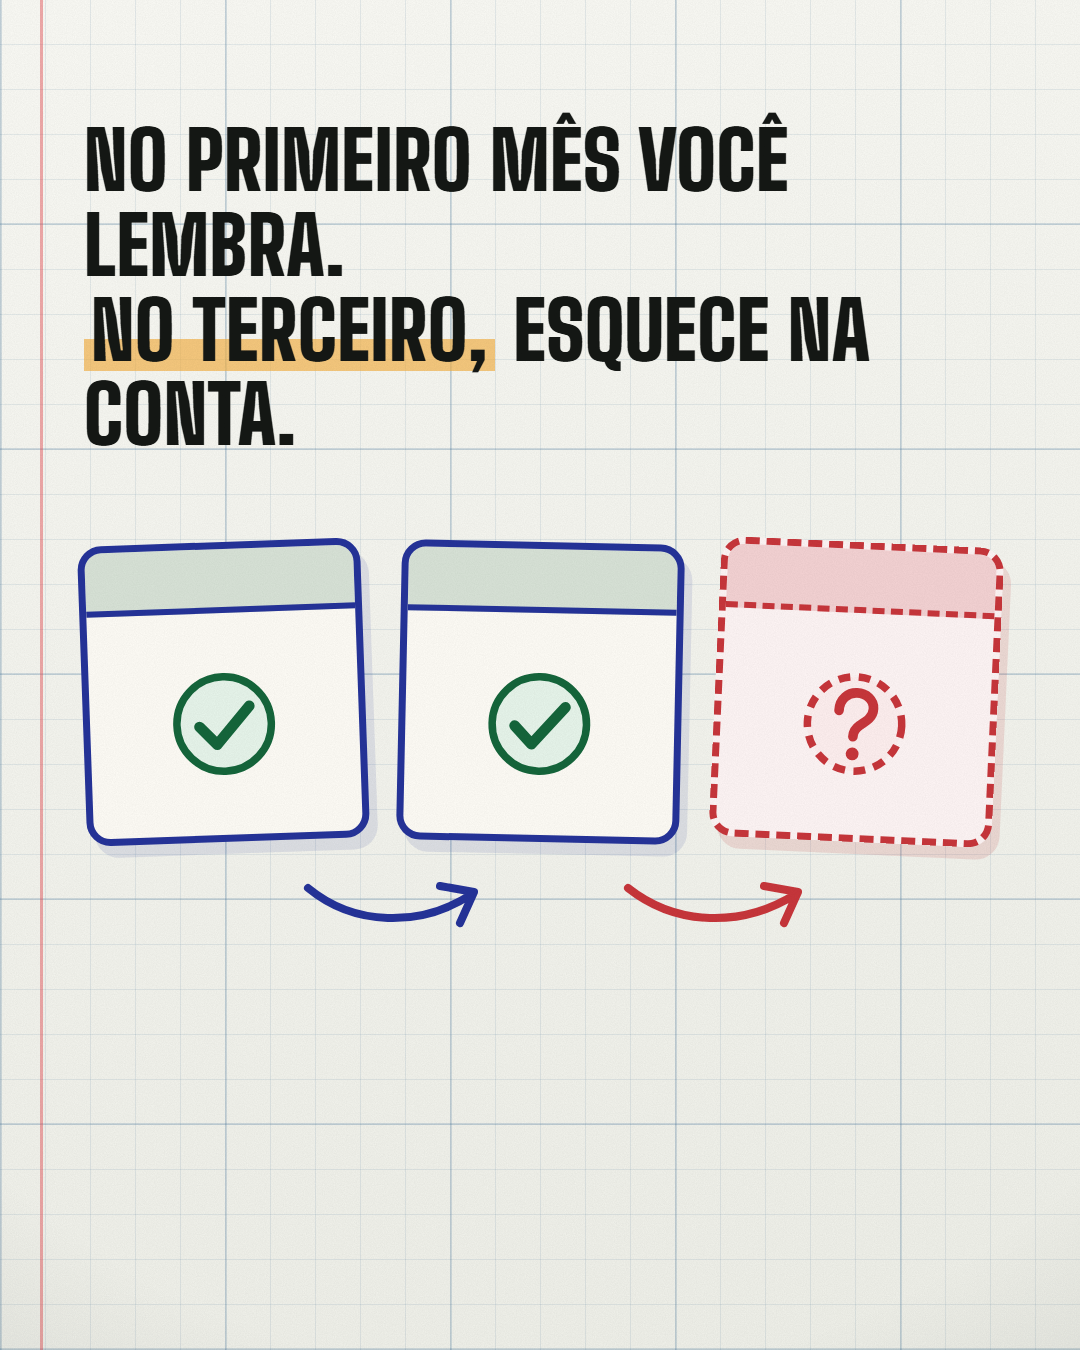 NO PRIMEIRO MÊS VOCÊ
LEMBRA.
NO TERCEIRO, ESQUECE NA
CONTA.
?